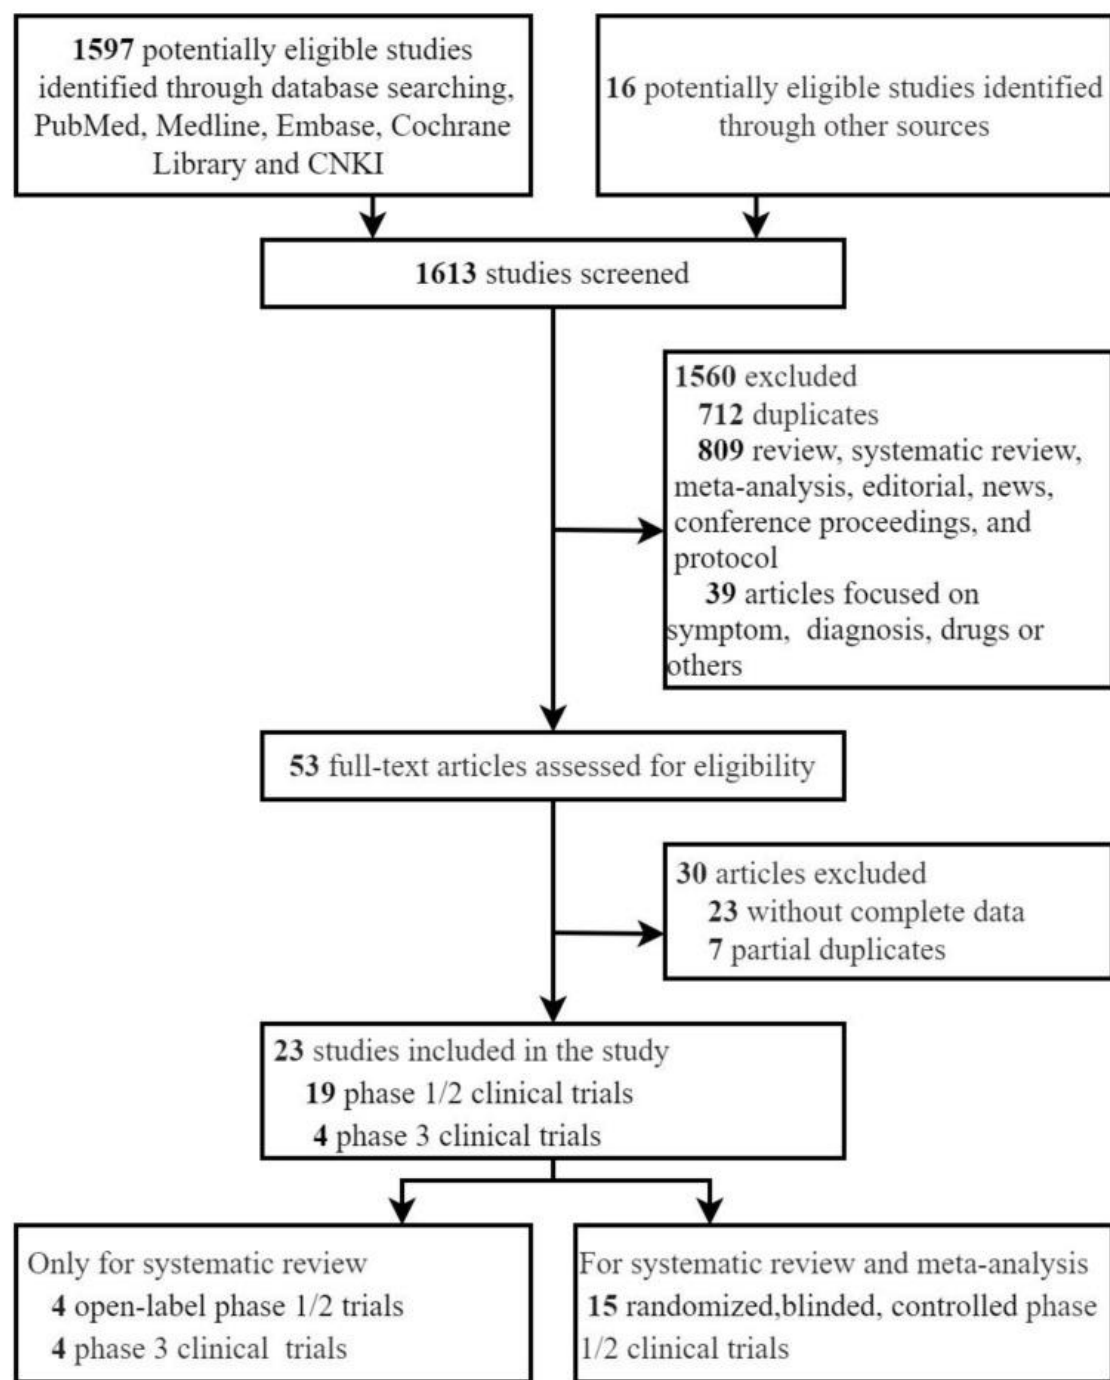 1597 potentially eligible studies
identified through database searching,
PubMed, Medline, Embase, Cochrane
Library and CNKI
16 potentially eligible studies identified
through other sources
1613 studies screened
1560 excluded
712 duplicates
809 review, systematic review,
meta-analysis, editorial, news,
conference proceedings, and
protocol
39 articles focused on
symptom, diagnosis, drugs or
others
53 full-text articles assessed for eligibility
30 articles excluded
23 without complete data
7 partial duplicates
23 studies included in the study
19 phase 1/2 clinical trials
4 phase 3 clinical trials
Only for systematic review
4 open-label phase 1/2 trials
4 phase 3 clinical trials
For systematic review and meta-analysis
15 randomized,blinded, controlled phase
1/2 clinical trials